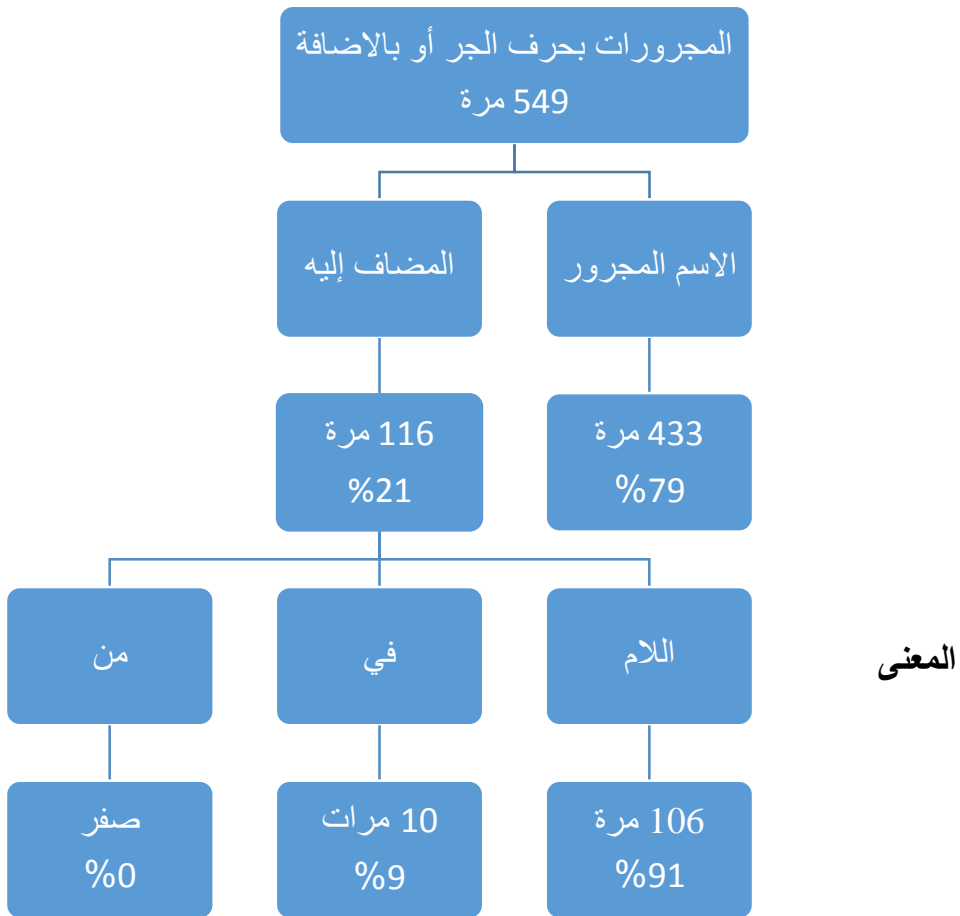 المجرورات بحرف الجر أو بالاضافة
549 مرة
الاسم المجرور
المضاف إليه
433 مرة
%79
116 مرة
%21
المعنى
اللام
في
من
106 مرة
%91
10 مرات
%9
صفر
%0